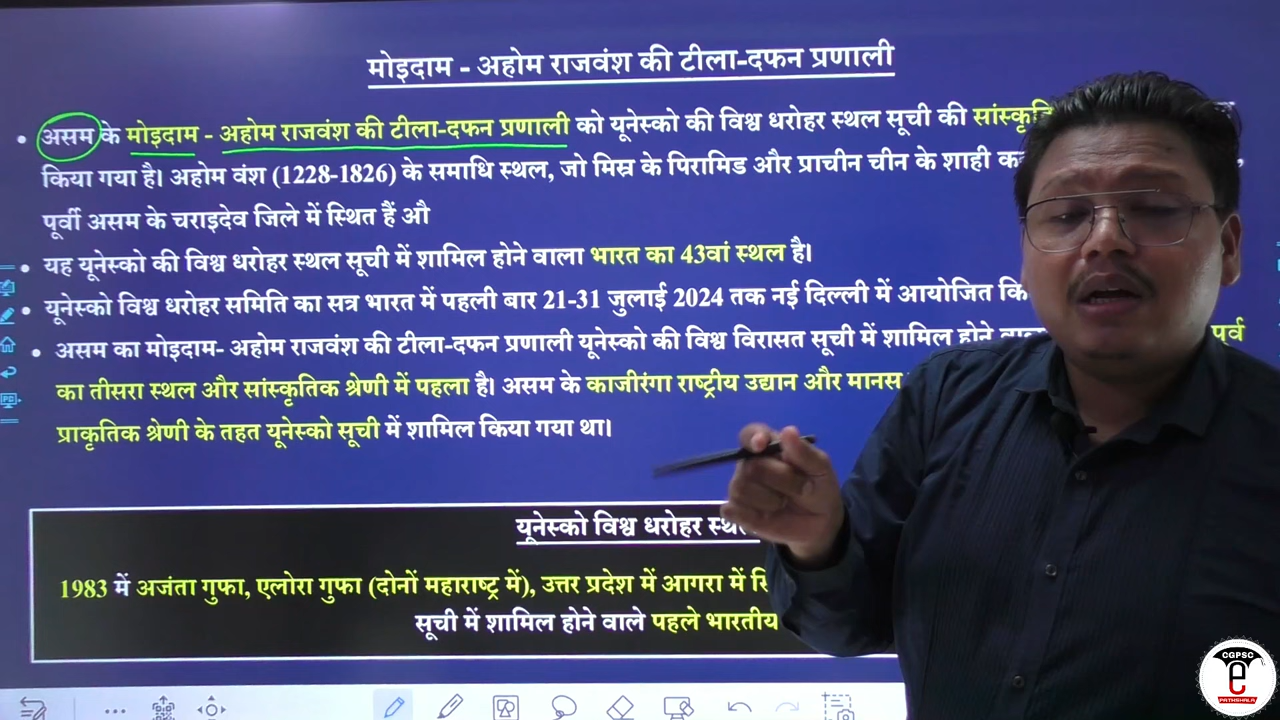 मोइदाम - अहोम राजवंश की टीला-दफन प्रणाली
• असम के मोइदाम - अहोम राजवंश की टीला-दफन प्रणाली को यूनेस्को की विश्व धरोहर स्थल सूची की
किया गया है। अहोम वंश (1228-1826) के समाधि स्थल, जो मिस्र के पिरामिड और प्राचीन चीन के शाही
पूर्वी असम के चराइदेव जिले में स्थित हैं औ
• यह यूनेस्को की विश्व धरोहर स्थल सूची में शामिल होने वाला भारत का 43वां स्थल है।
• यूनेस्को विश्व धरोहर समिति का सत्र भारत में पहली बार 21-31 जुलाई 2024 तक नई दिल्ली में आयोजित
• असम का मोइदाम- अहोम राजवंश की टीला-दफन प्रणाली यूनेस्को की विश्व विरासत सूची में शामिल होने पूर्व
का तीसरा स्थल और सांस्कृतिक श्रेणी में पहला है। असम के काजीरंगा राष्ट्रीय उद्यान और मानस
प्राकृतिक श्रेणी के तहत यूनेस्को सूची में शामिल किया गया था।
यूनेस्को विश्व धरोहर
1983 में अजंता गुफा, एलोरा गुफा (दोनों महाराष्ट्र में), उत्तर प्रदेश में आगरा में
सूची में शामिल होने वाले पहले भारतीय
CGPSC
e
PATHSHALA